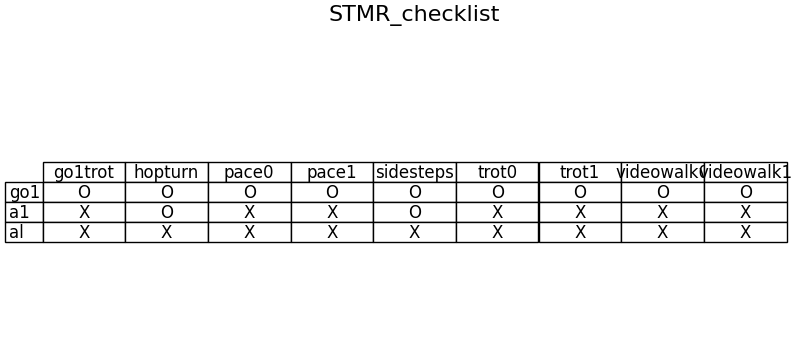 STMR_checklist
go1trot hopturn pace0 pace1 sidesteps trot0 trot1 videowalk0 videowalk1
go1 O O O O O O O O O
a1 X O X X O X X X X
al X X X X X X X X X